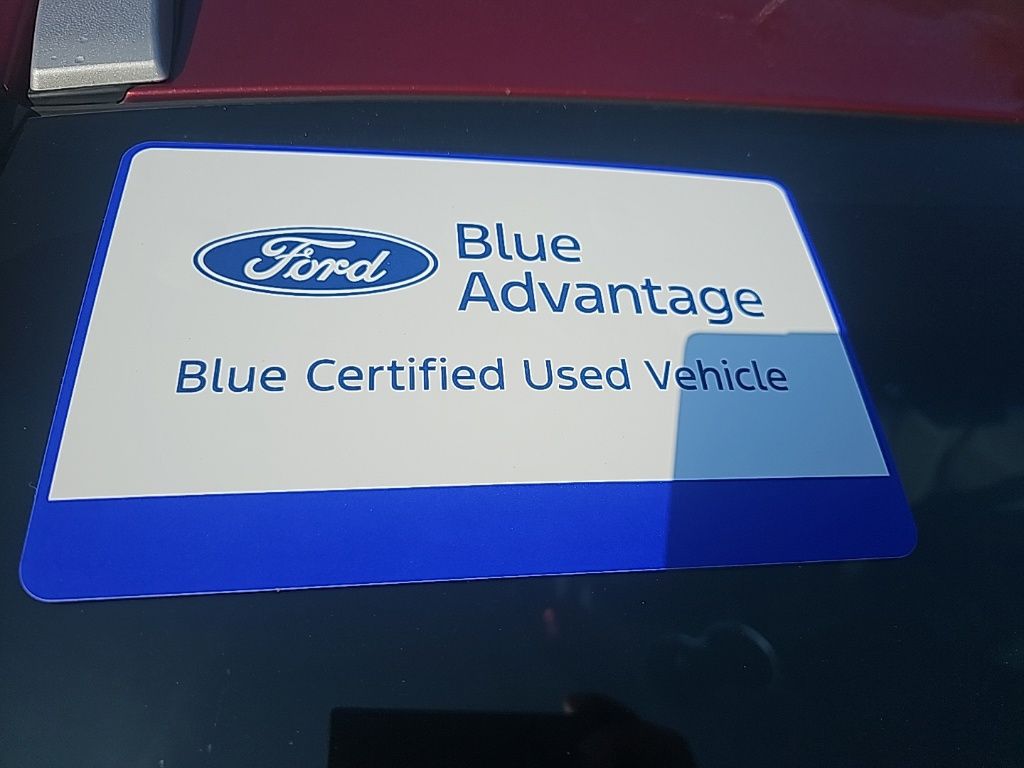 Ford
Blue
Advantage
Blue Certified Used Vehicle